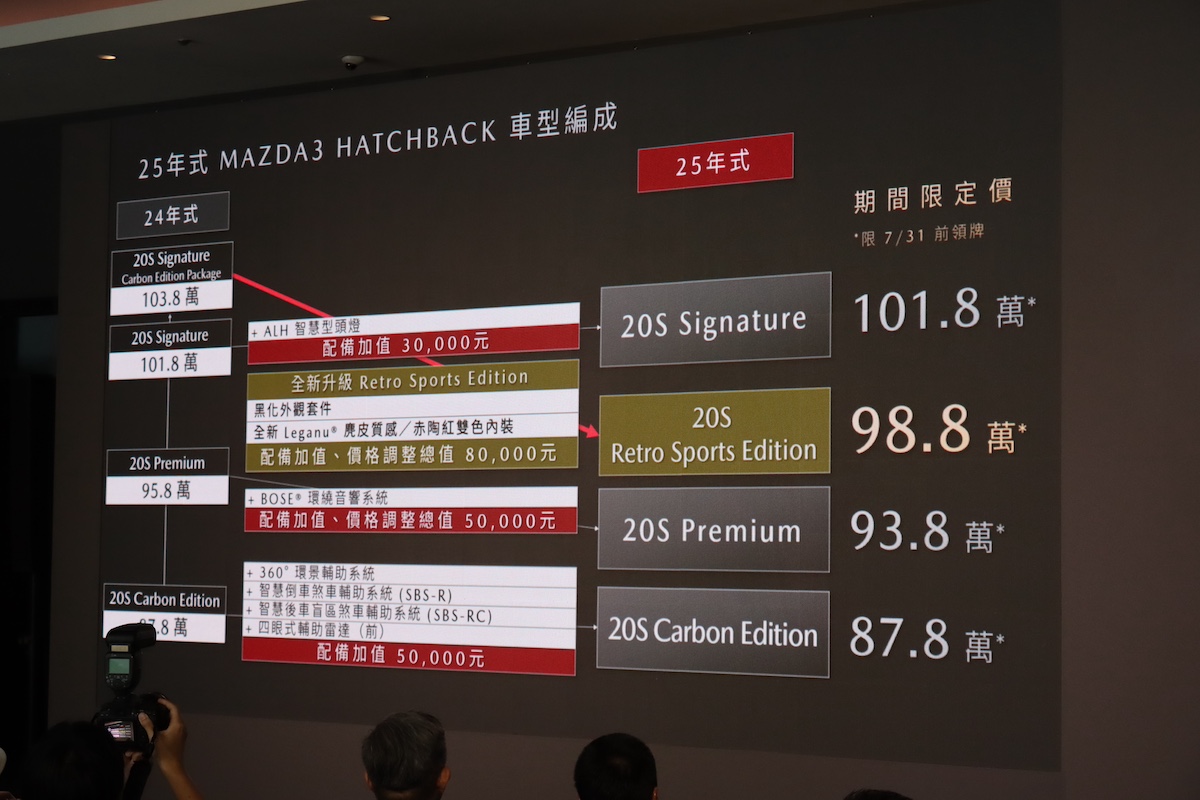 25年式 MAZDA3 HATCHBACK 車型編成
25年式
期間限定價
*限 7/31 前領牌
24年式
20S Signature
Carbon Edition Package
103.8 萬
20S Signature
101.8 萬
20S Premium
95.8 萬
20S Carbon Edition
7.8 萬
+ ALH 智慧型頭燈
配備加值 30,000元
全新升級 Retro Sports Edition
黑化外觀套件
全新 Leganu® 麂皮質感／赤陶紅雙色內裝
配備加值、價格調整總值 80,000元
+ BOSE® 環繞音響系統
配備加值、價格調整總值 50,000元
+ 360° 環景輔助系統
+ 智慧倒車煞車輔助系統 (SBS-R)
+ 智慧後車盲區煞車輔助系統 (SBS-RC)
+ 四眼式輔助雷達（前）
配備加值 50,000元
20S Signature
101.8 萬*
20S
Retro Sports Edition
98.8 萬*
20S Premium
93.8 萬*
20S Carbon Edition
87.8 萬*